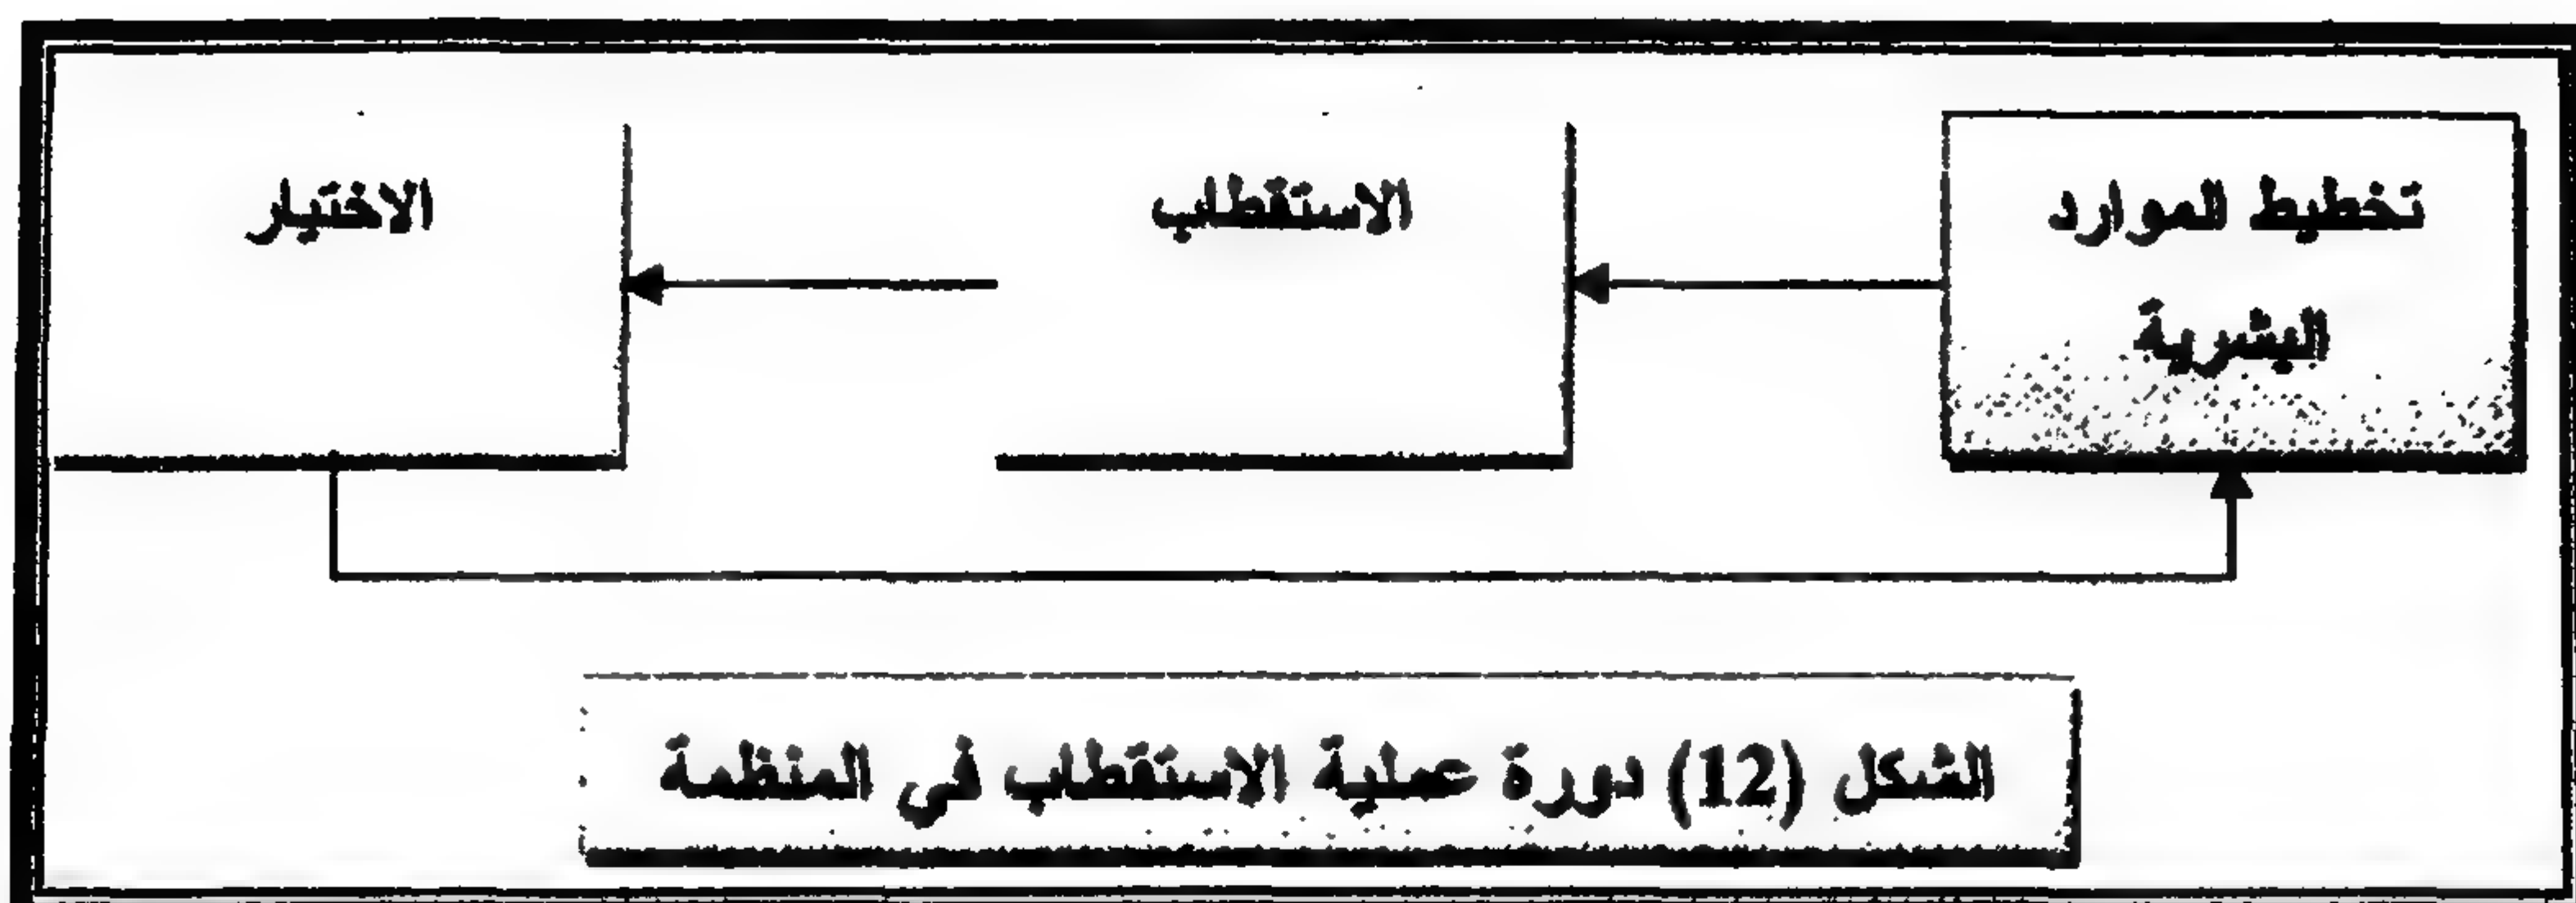 تخطيط الموارد
البشرية
الاستقطاب
الاختيار
الشكل (12) دورة عملية الاستقطاب في المنظمة